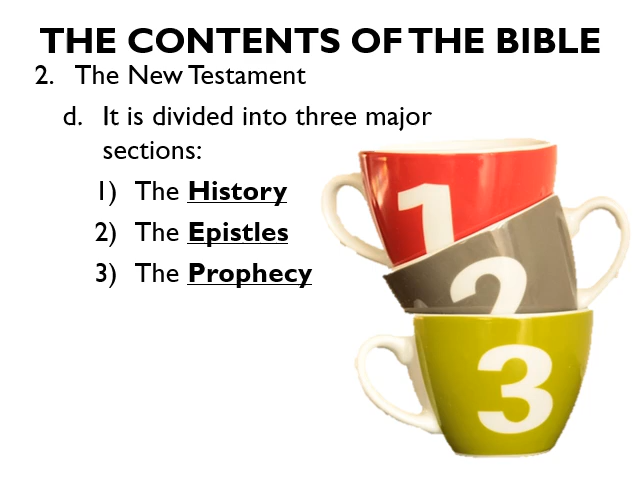 THE CONTENTS OF THE BIBLE
2. The New Testament
d. It is divided into three major
sections:
1) The History
2) The Epistles
3) The Prophecy
1
2
3